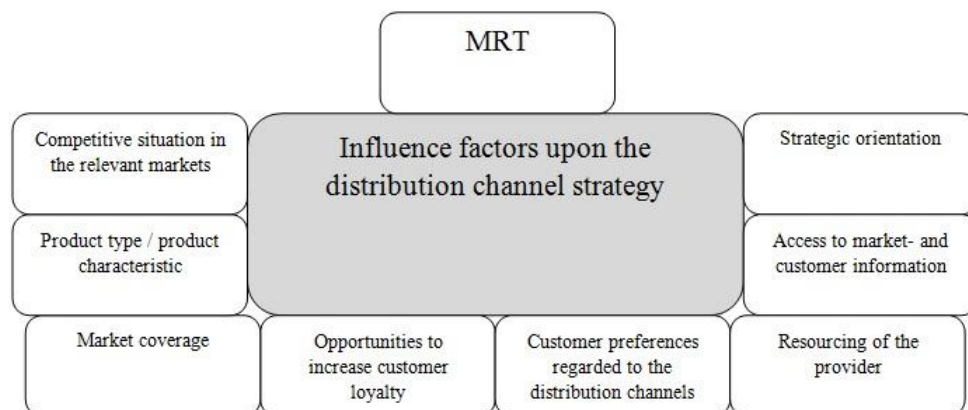 MRT
Competitive situation in
the relevant markets
Influence factors upon the
distribution channel strategy
Strategic orientation
Product type / product
characteristic
Access to market- and
customer information
Market coverage
Opportunities to
increase customer
loyalty
Customer preferences
regarded to the
distribution channels
Resourcing of the
provider